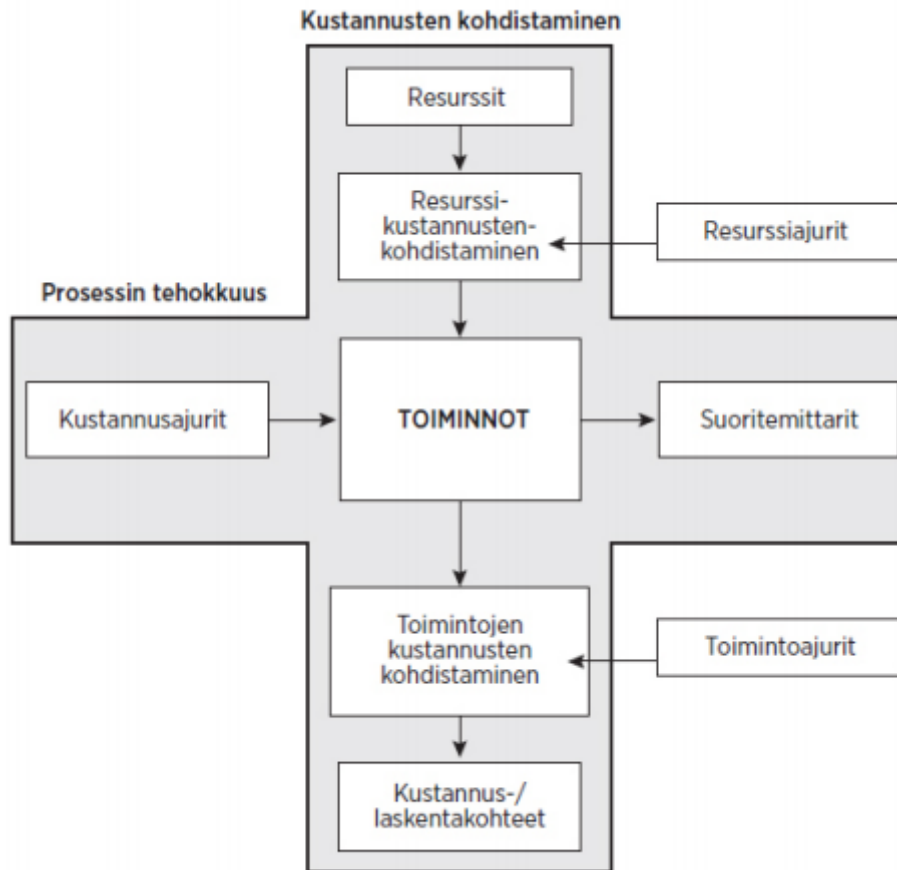 Kustannusten kohdistaminen
Resurssit
Resurssi-
kustannusten-
kohdistaminen
Resurssiajurit
Prosessin tehokkuus
Kustannusajurit
TOIMINNOT
Suoritemittarit
Toimintojen
kustannusten
kohdistaminen
Toimintoajurit
Kustannus-/
laskentakohteet